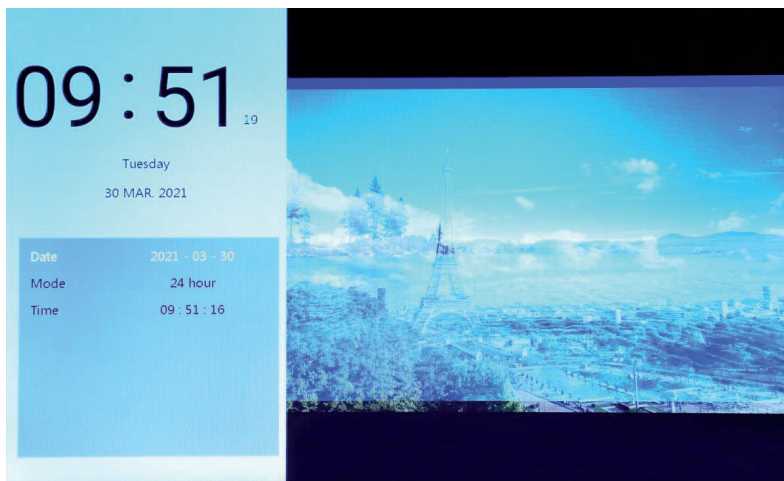 09 : 51 19
Tuesday
30 MAR. 2021
Date 2021 - 03 - 30
Mode 24 hour
Time 09 : 51 : 16